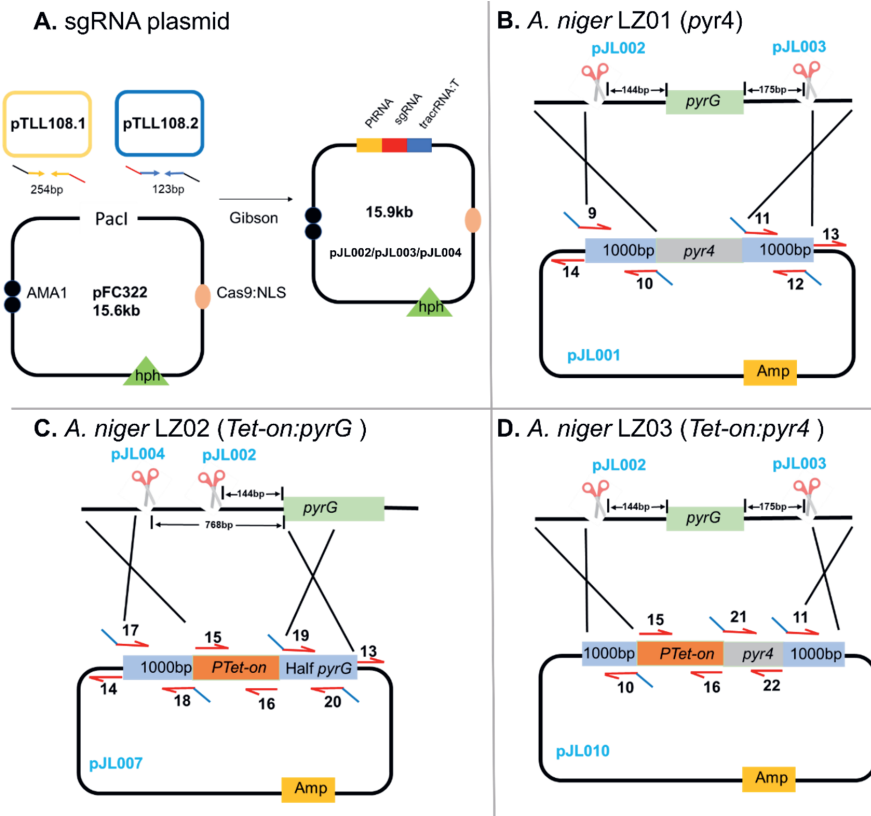 A. sgRNA plasmid
pTLL108.1
pTLL108.2
254bp
123bp
PacI
Gibson
AMA1
pFC322
15.6kb
Cas9:NLS
hph
PtRNA
sgRNA
tracrRNA:T
15.9kb
pJL002/pJL003/pJL004
hph
B. A. niger LZ01 (pyr4)
pJL002
pJL003
144bp
175bp
pyrG
9
11
13
1000bp
pyr4
1000bp
14
10
12
pJL001
Amp
C. A. niger LZ02 (Tet-on:pyrG )
pJL004
pJL002
144bp
pyrG
768bp
17
15
19
13
1000bp
PTet-on
Half pyrG
14
18
16
20
pJL007
Amp
D. A. niger LZ03 (Tet-on:pyr4 )
pJL002
pJL003
144bp
175bp
pyrG
15
21
11
1000bp
PTet-on
pyr4
1000bp
10
16
22
pJL010
Amp